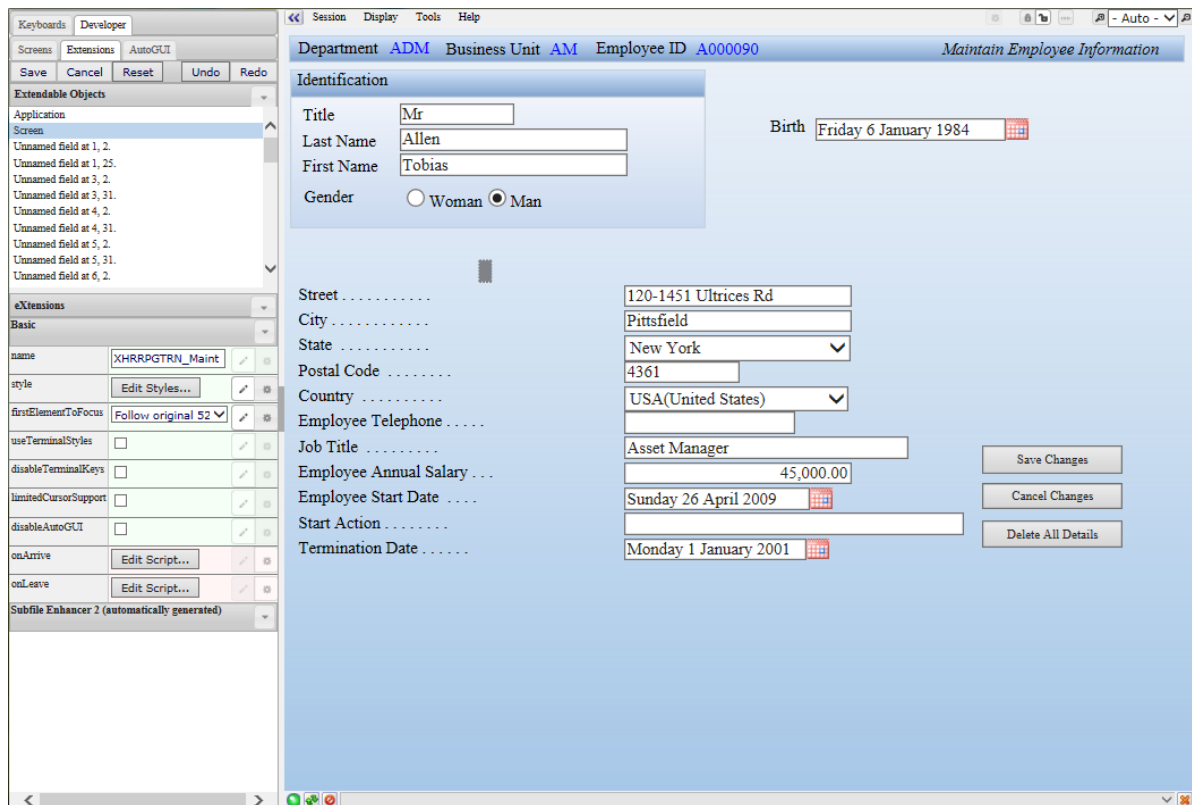 Keyboards Developer
Screens Extensions AutoGUI
Save Cancel Reset Undo Redo
Extendable Objects
Application
Screen
Unnamed field at 1, 2.
Unnamed field at 1, 25.
Unnamed field at 3, 2.
Unnamed field at 3, 31.
Unnamed field at 4, 2.
Unnamed field at 4, 31.
Unnamed field at 5, 2.
Unnamed field at 5, 31.
Unnamed field at 6, 2.
eXtensions
Basic
name XHRRPGTRN_Maint
style Edit Styles...
firstElementToFocus Follow original 52
useTerminalStyles
disableTerminalKeys
limitedCursorSupport
disableAutoGUI
onArrive Edit Script...
onLeave Edit Script...
Subfile Enhancer 2 (automatically generated)
Session Display Tools Help
- Auto -
Department ADM Business Unit AM Employee ID A000090 Maintain Employee Information
Identification
Title Mr
Last Name Allen
First Name Tobias
Gender Woman Man
Birth Friday 6 January 1984
Street . . . . . . . . . . . 120-1451 Ultrices Rd
City . . . . . . . . . . . . Pittsfield
State . . . . . . . . . . . New York
Postal Code . . . . . . . . 4361
Country . . . . . . . . . . USA(United States)
Employee Telephone . . . . .
Job Title . . . . . . . . . Asset Manager
Employee Annual Salary . . . 45,000.00
Employee Start Date . . . . Sunday 26 April 2009
Start Action . . . . . . . .
Termination Date . . . . . . Monday 1 January 2001
Save Changes
Cancel Changes
Delete All Details